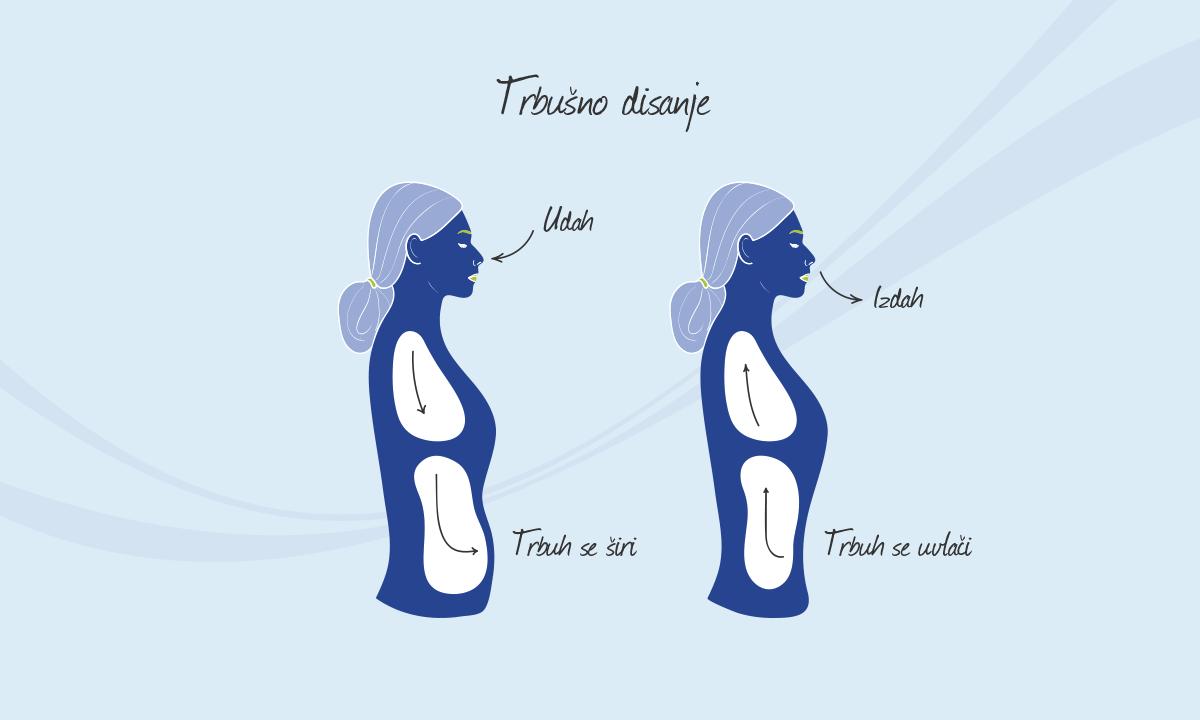 Trbušno disanje
Udah
Izdah
Trbuh se širi
Trbuh se uvlači